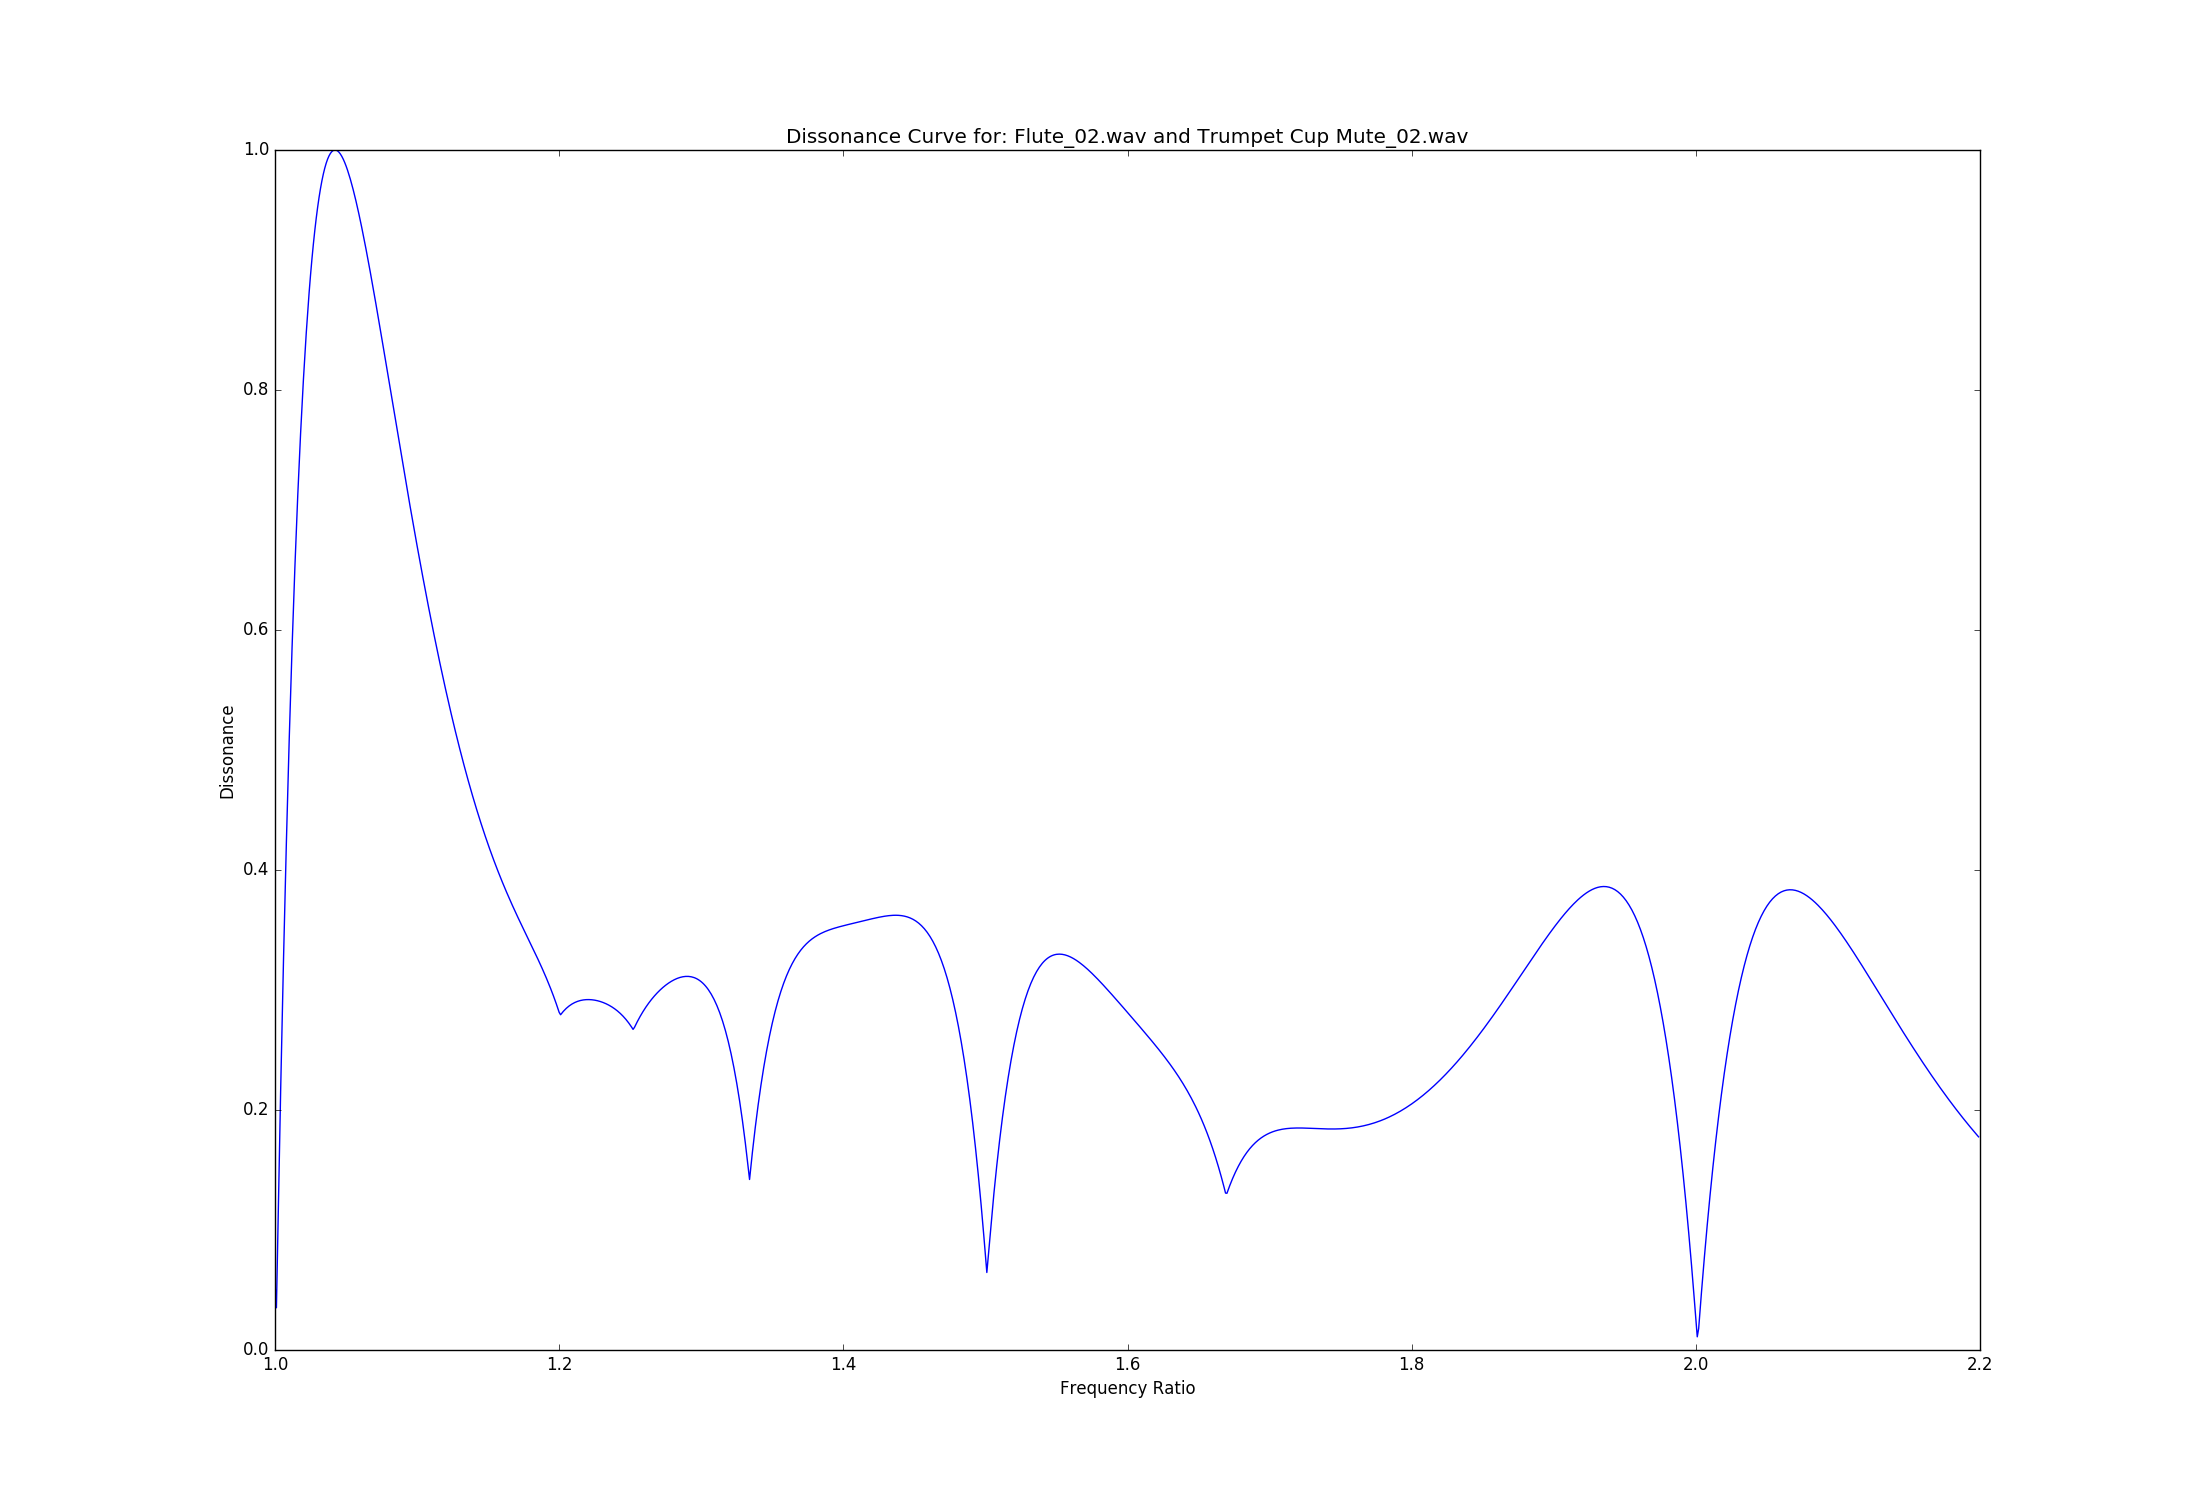 Dissonance Curve for: Flute_02.wav and Trumpet Cup Mute_02.wav
1.0
0.8
0.6
0.4
0.2
0.0
Dissonance
1.0 1.2 1.4 1.6 1.8 2.0 2.2
Frequency Ratio